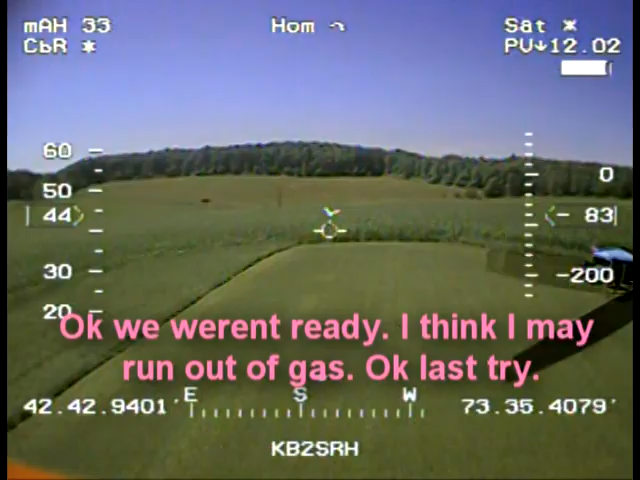 mAH 33 Hom Sat *
CbR * PV↓12.02
60
50 0
44 - 83
30 -200
20
Ok we werent ready. I think I may
run out of gas. Ok last try.
E S W
42.42.9401' 73.35.4079'
KB2SRH